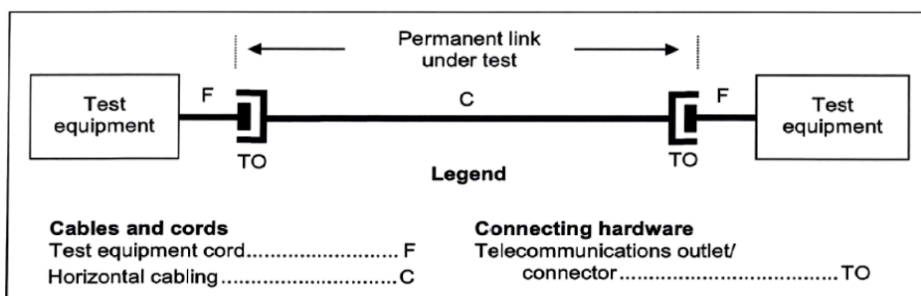 Permanent link
under test
Test
equipment
F
C
F
Test
equipment
TO
TO
Legend
Cables and cords
Test equipment cord............................ F
Horizontal cabling ...........................C
Connecting hardware
Telecommunications outlet/
connector...................................TO